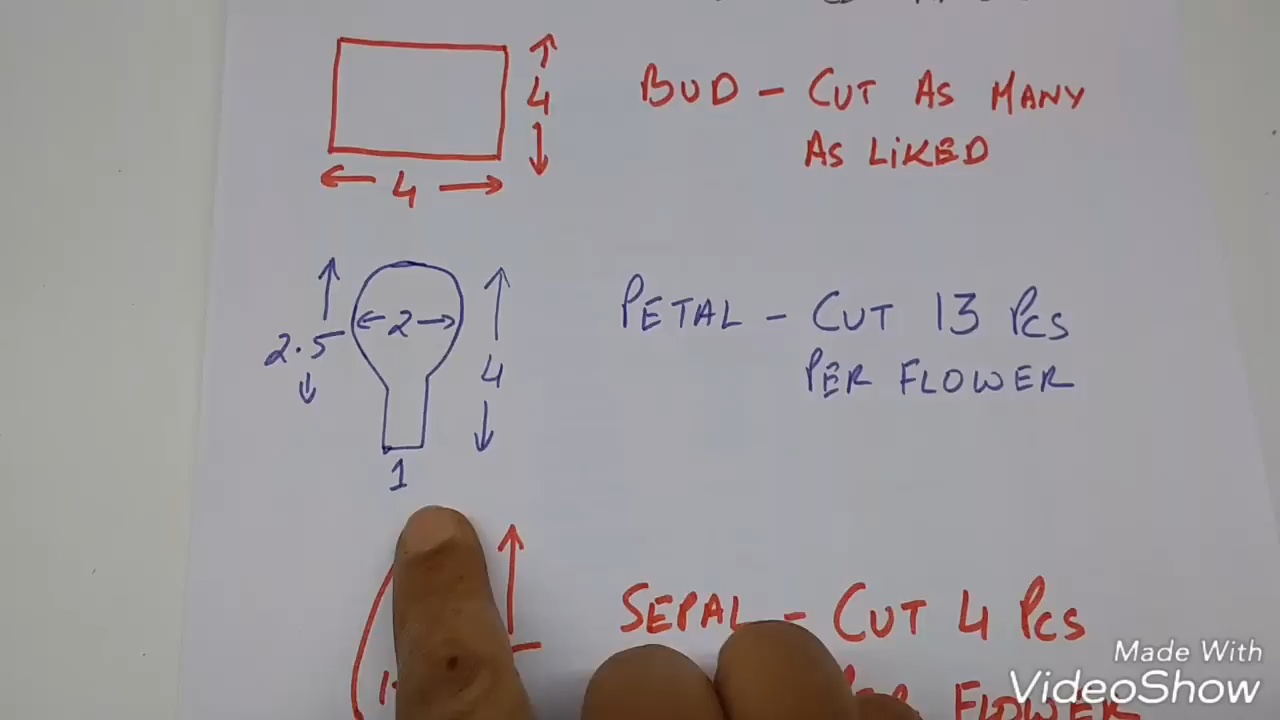 4
BUD - CUT AS MANY
AS LIKED
4
2
2.5
4
1
PETAL - CUT 13 PCS
PER FLOWER
SEPAL - CUT 4 PCS
PER FLOWER
Made With
VideoShow